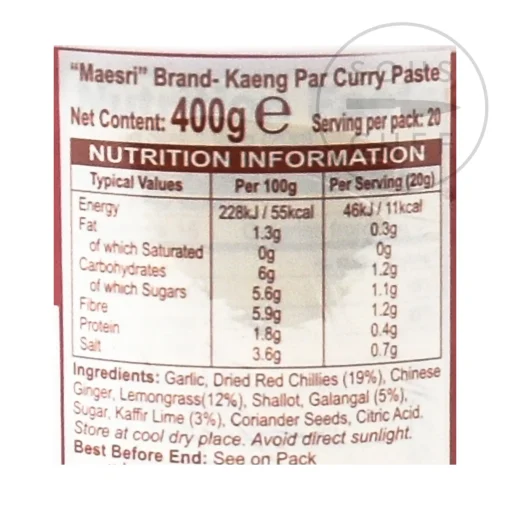 "Maesri" Brand- Kaeng Par Curry Paste
Net Content: 400g ℮ Serving per pack: 20
NUTRITION INFORMATION
Typical Values Per 100g Per Serving (20g)
Energy 228kJ / 55kcal 46kJ / 11kcal
Fat 1.3g 0.3g
of which Saturated 0g 0g
Carbohydrates 6g 1.2g
of which Sugars 5.6g 1.1g
Fibre 5.9g 1.2g
Protein 1.8g 0.4g
Salt 3.6g 0.7g
Ingredients: Garlic, Dried Red Chillies (19%), Chinese
Ginger, Lemongrass(12%), Shallot, Galangal (5%),
Sugar, Kaffir Lime (3%), Coriander Seeds, Citric Acid.
Store at cool dry place. Avoid direct sunlight.
Best Before End: See on Pack
SOUS
CHEF